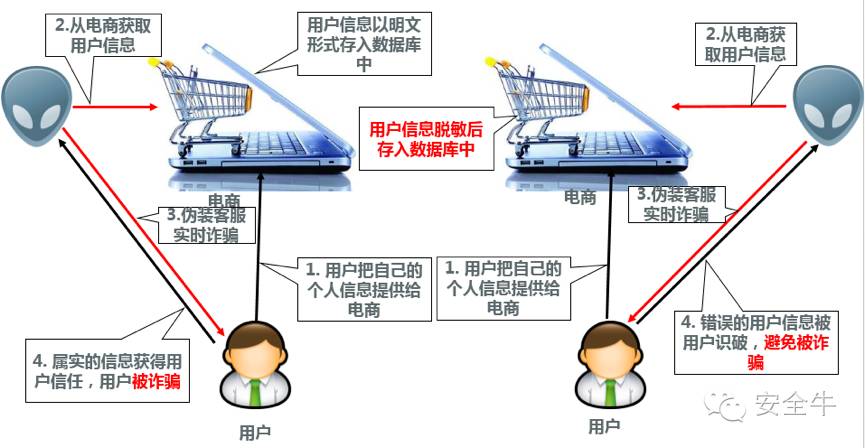 2.从电商获取
用户信息
用户信息以明文
形式存入数据库
中
电商
3.伪装客服
实时诈骗
1. 用户把自己的
个人信息提供给
电商
4. 属实的信息获得用
户信任，用户被诈骗
用户
2.从电商获
取用户信息
用户信息脱敏后
存入数据库中
电商
3.伪装客服
实时诈骗
1. 用户把自己的
个人信息提供给
电商
4. 错误的用户信息被
用户识破，避免被诈
骗
用户
安全牛